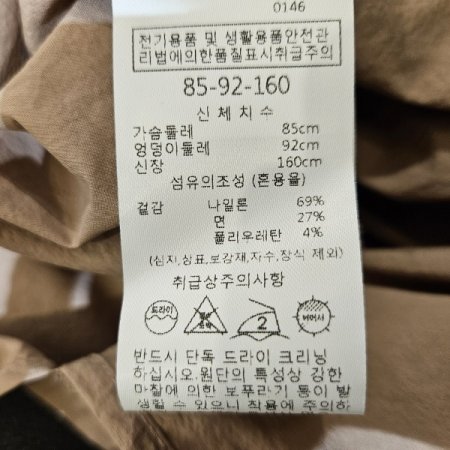 0146
전기용품 및 생활용품안전관
리법에의한품질표시취급주의
85-92-160
신체치수
가슴둘레 85cm
엉덩이둘레 92cm
신장 160cm
섬유의조성 (혼용율)
겉감 나일론 69%
면 27%
폴리우레탄 4%
(심지,상표,보강재,자수,장식 제외)
취급상주의사항
드라이
2
반드시 단독 드라이 크리닝
하십시오.원단의 특성상 강한
마찰에 의한 보푸라기 등이 발
생할 수 있으니 착용에 주의